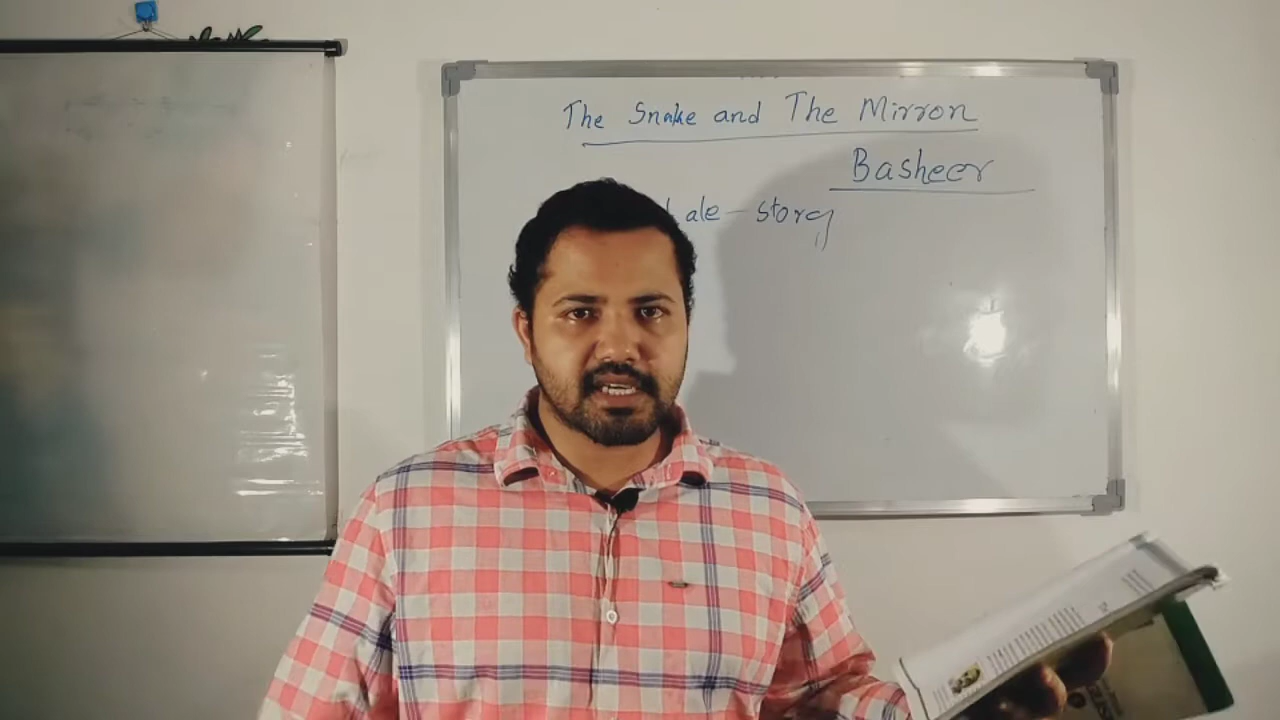 The Snake and The Mirror
Basheer
ale - story